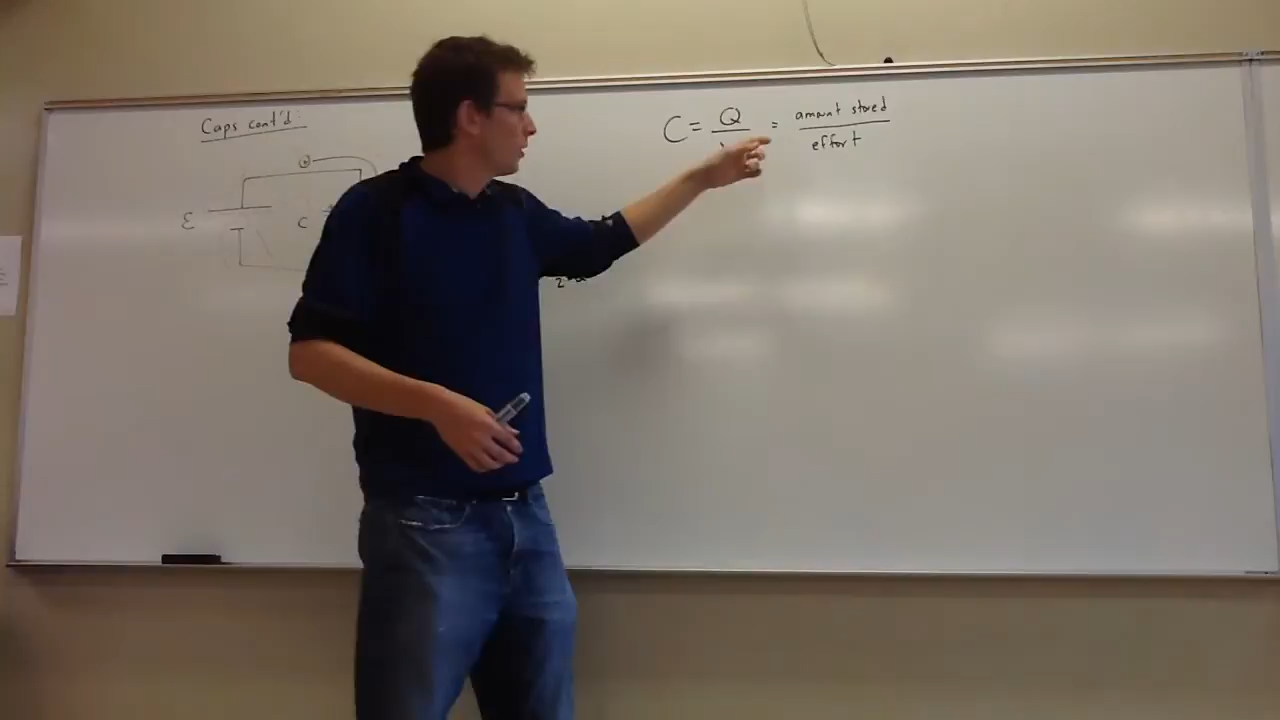 Caps cont'd:
C = Q = amount stored
effort
ε
C